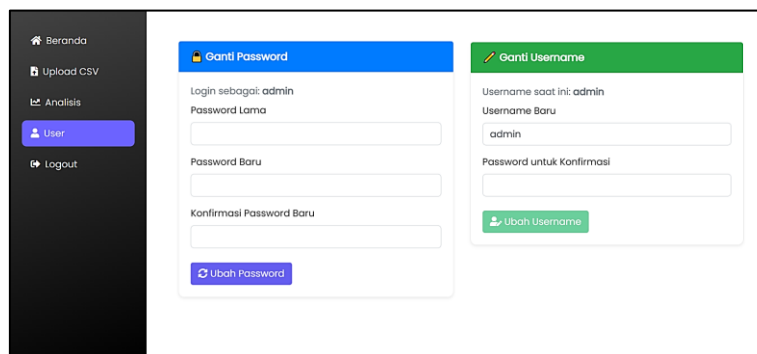 Beranda
Upload CSV
Analisis
User
Logout
Ganti Password
Login sebagai: admin
Password Lama
Password Baru
Konfirmasi Password Baru
Ubah Password
Ganti Username
Username saat ini: admin
Username Baru
admin
Password untuk Konfirmasi
Ubah Username